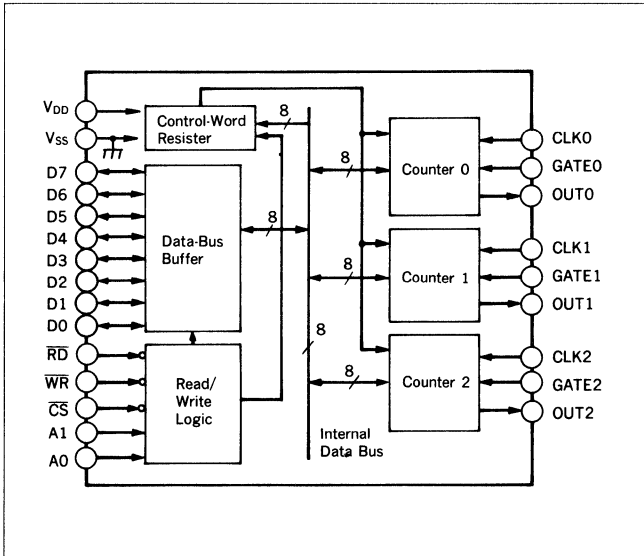 VDD
VSS
D7
D6
D5
D4
D3
D2
D1
D0
RD
WR
CS
A1
A0
Control-Word
Resister
Data-Bus
Buffer
Read/
Write
Logic
8
8
8
8
8
8
Internal
Data Bus
Counter 0
Counter 1
Counter 2
CLK0
GATE0
OUT0
CLK1
GATE1
OUT1
CLK2
GATE2
OUT2